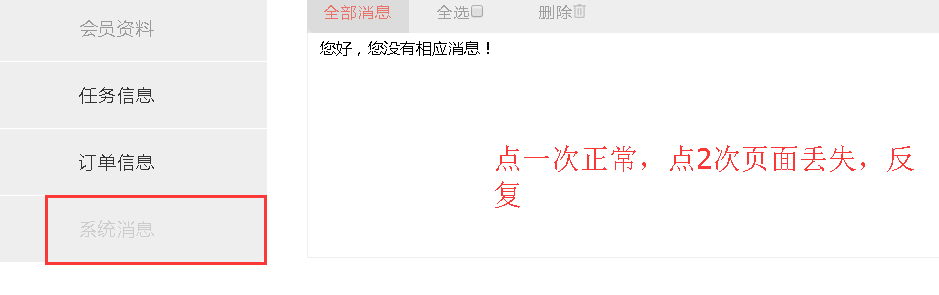 会员资料
任务信息
订单信息
系统消息
全部消息 全选 删除
您好，您没有相应消息！
点一次正常，点2次页面丢失，反
复